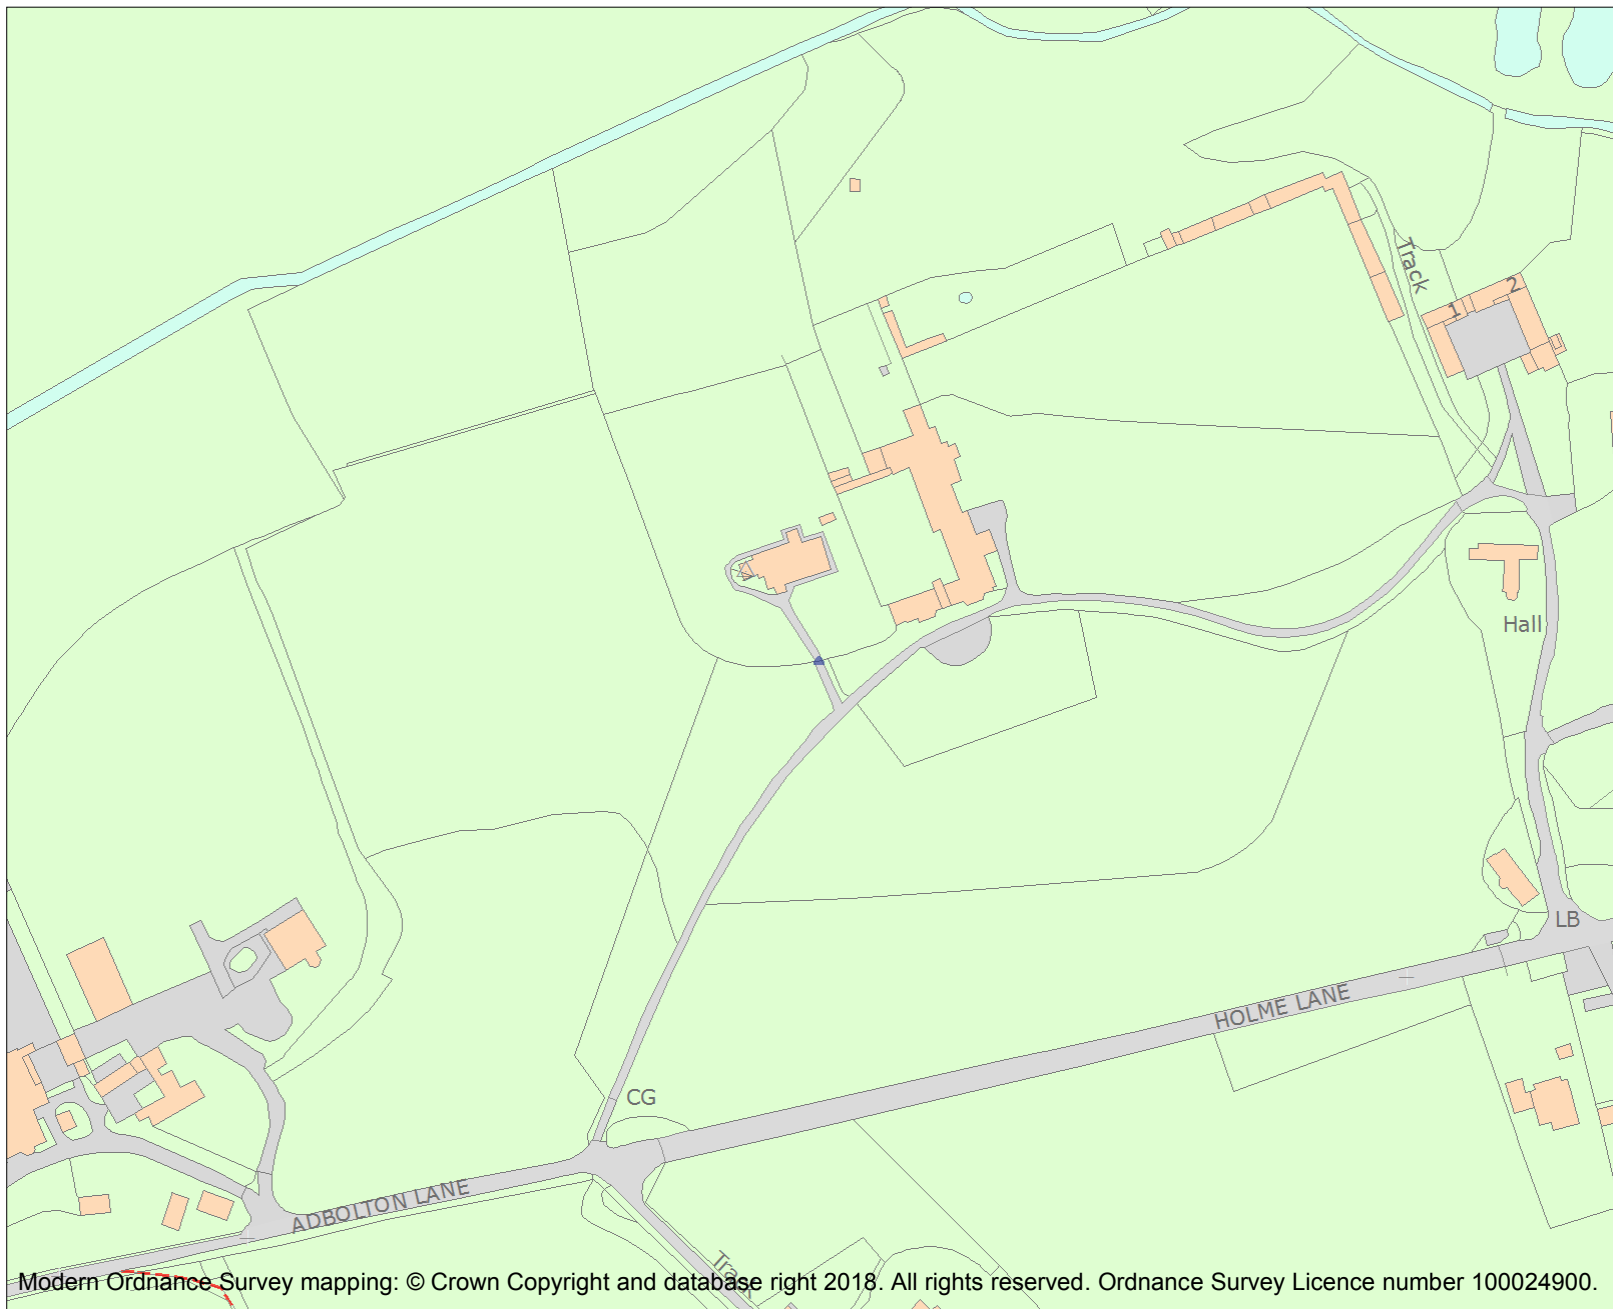 Track
1
2
Hall
LB
HOLME LANE
CG
ADBOLTON LANE
Track
Modern Ordnance Survey mapping: © Crown Copyright and database right 2018. All rights reserved. Ordnance Survey Licence number 100024900.